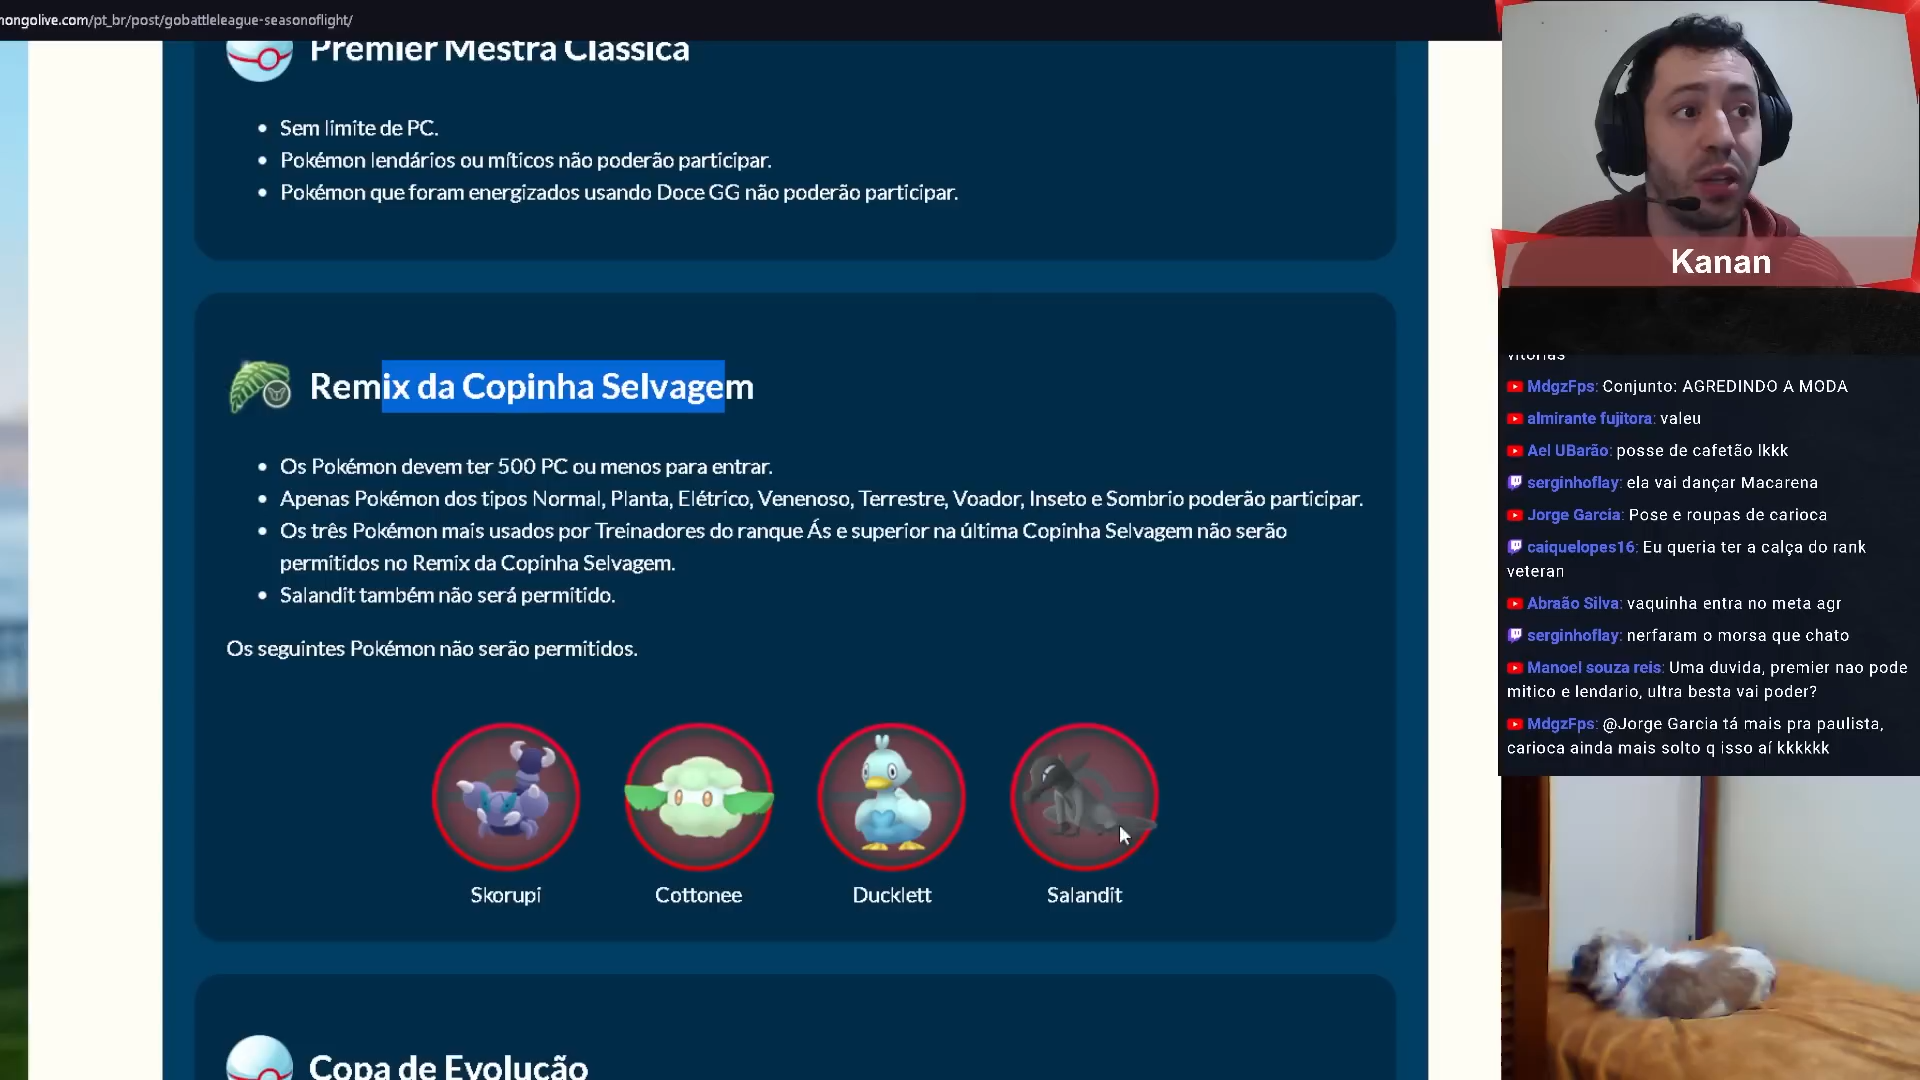 nongolive.com/pt_br/post/gobattleleague-seasonoflight/
Premier Mestra Clássica
Sem limite de PC.
Pokémon lendários ou míticos não poderão participar.
Pokémon que foram energizados usando Doce GG não poderão participar.
Remix da Copinha Selvagem
Os Pokémon devem ter 500 PC ou menos para entrar.
Apenas Pokémon dos tipos Normal, Planta, Elétrico, Venenoso, Terrestre, Voador, Inseto e Sombrio poderão participar.
Os três Pokémon mais usados por Treinadores do ranque Ás e superior na última Copinha Selvagem não serão
permitidos no Remix da Copinha Selvagem.
Salandit também não será permitido.
Os seguintes Pokémon não serão permitidos.
Skorupi
Cottonee
Ducklett
Salandit
Copa de Evolução
Kanan
vitorias
MdgzFps: Conjunto: AGREDINDO A MODA
almirante fujitora: valeu
Ael UBarão: posse de cafetão lkkk
serginhoflay: ela vai dançar Macarena
Jorge Garcia: Pose e roupas de carioca
caiquelopes16: Eu queria ter a calça do rank
veteran
Abraão Silva: vaquinha entra no meta agr
serginhoflay: nerfaram o morsa que chato
Manoel souza reis: Uma duvida, premier nao pode
mitico e lendario, ultra besta vai poder?
MdgzFps: @Jorge Garcia tá mais pra paulista,
carioca ainda mais solto q isso aí kkkkkk